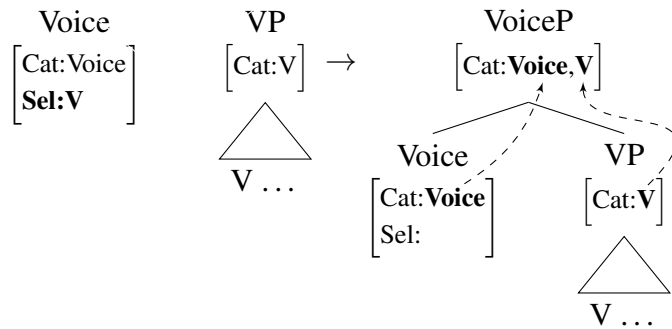 Voice VP VoiceP
[Cat:Voice Sel:V] [Cat:V] → [Cat:Voice,V]
V …
Voice VP
[Cat:Voice Sel:] [Cat:V]
V …